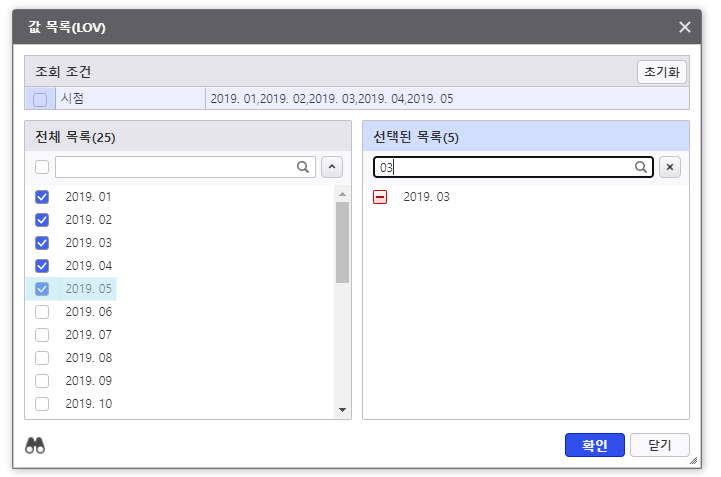 값 목록(LOV)
조회 조건
초기화
시점
2019. 01,2019. 02,2019. 03,2019. 04,2019. 05
전체 목록(25)
2019. 01
2019. 02
2019. 03
2019. 04
2019. 05
2019. 06
2019. 07
2019. 08
2019. 09
2019. 10
선택된 목록(5)
03
2019. 03
확인
닫기